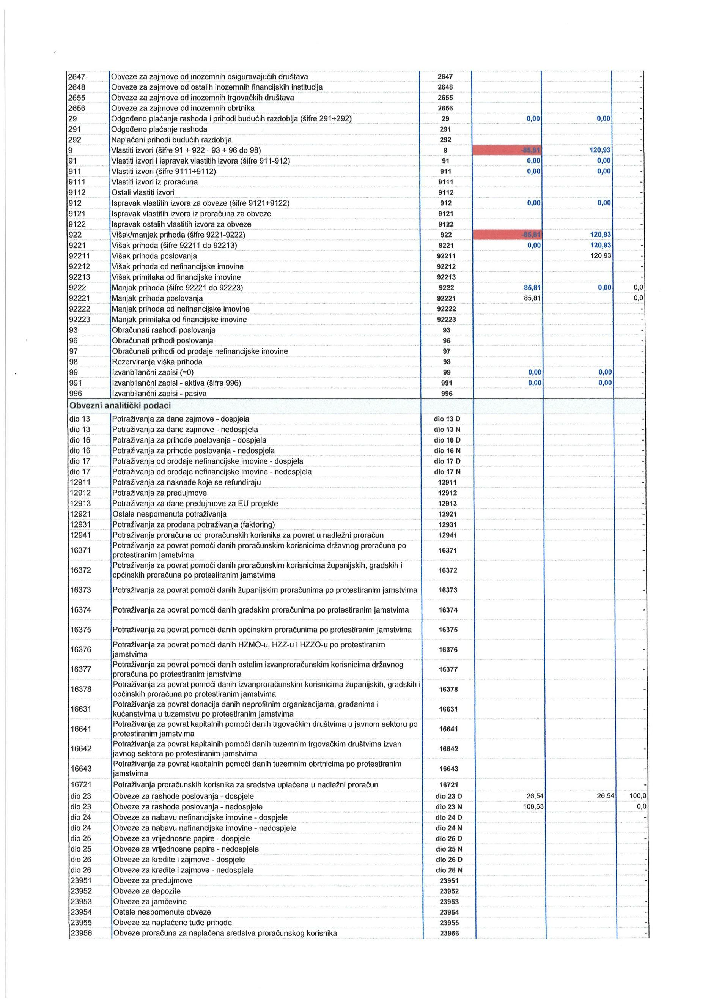 2647 Obveze za zajmove od inozemnih osiguravajućih društava 2647 -
2648 Obveze za zajmove od ostalih inozemnih financijskih institucija 2648 -
2655 Obveze za zajmove od inozemnih trgovačkih društava 2655 -
2656 Obveze za zajmove od inozemnih obrtnika 2656 -
29 Odgođeno plaćanje rashoda i prihodi budućih razdoblja (šifre 291+292) 29 0,00 0,00 -
291 Odgođeno plaćanje rashoda 291 -
292 Naplaćeni prihodi budućih razdoblja 292 -
9 Vlastiti izvori (šifre 91 + 922 - 93 + 96 do 98) 9 -85,81 120,93 -
91 Vlastiti izvori i ispravak vlastitih izvora (šifre 911-912) 91 0,00 0,00 -
911 Vlastiti izvori (šifre 9111+9112) 911 0,00 0,00 -
9111 Vlastiti izvori iz proračuna 9111 -
9112 Ostali vlastiti izvori 9112 -
912 Ispravak vlastitih izvora za obveze (šifre 9121+9122) 912 0,00 0,00 -
9121 Ispravak vlastitih izvora iz proračuna za obveze 9121 -
9122 Ispravak ostalih vlastitih izvora za obveze 9122 -
922 Višak/manjak prihoda (šifre 9221-9222) 922 -85,81 120,93 -
9221 Višak prihoda (šifre 92211 do 92213) 9221 0,00 120,93 -
92211 Višak prihoda poslovanja 92211 120,93 -
92212 Višak prihoda od nefinancijske imovine 92212 -
92213 Višak primitaka od financijske imovine 92213 -
9222 Manjak prihoda (šifre 92221 do 92223) 9222 85,81 0,00 0,0
92221 Manjak prihoda poslovanja 92221 85,81 0,0
92222 Manjak prihoda od nefinancijske imovine 92222 -
92223 Manjak primitaka od financijske imovine 92223 -
93 Obračunati rashodi poslovanja 93 -
96 Obračunati prihodi poslovanja 96 -
97 Obračunati prihodi od prodaje nefinancijske imovine 97 -
98 Rezerviranja viška prihoda 98 -
99 Izvanbilančni zapisi (=0) 99 0,00 0,00 -
991 Izvanbilančni zapisi - aktiva (šifra 996) 991 0,00 0,00 -
996 Izvanbilančni zapisi - pasiva 996 -
Obvezni analitički podaci
dio 13 Potraživanja za dane zajmove - dospjela dio 13 D -
dio 13 Potraživanja za dane zajmove - nedospjela dio 13 N -
dio 16 Potraživanja za prihode poslovanja - dospjela dio 16 D -
dio 16 Potraživanja za prihode poslovanja - nedospjela dio 16 N -
dio 17 Potraživanja od prodaje nefinancijske imovine - dospjela dio 17 D -
dio 17 Potraživanja od prodaje nefinancijske imovine - nedospjela dio 17 N -
12911 Potraživanja za naknade koje se refundiraju 12911 -
12912 Potraživanja za predujmove 12912 -
12913 Potraživanja za dane predujmove za EU projekte 12913 -
12921 Ostala nespomenuta potraživanja 12921 -
12931 Potraživanja za prodana potraživanja (faktoring) 12931 -
12941 Potraživanja proračuna od proračunskih korisnika za povrat u nadležni proračun 12941 -
16371 Potraživanja za povrat pomoći danih proračunskim korisnicima državnog proračuna po
protestiranim jamstvima 16371 -
16372 Potraživanja za povrat pomoći danih proračunskim korisnicima županijskih, gradskih i
općinskih proračuna po protestiranim jamstvima 16372 -
16373 Potraživanja za povrat pomoći danih županijskim proračunima po protestiranim jamstvima 16373 -
16374 Potraživanja za povrat pomoći danih gradskim proračunima po protestiranim jamstvima 16374 -
16375 Potraživanja za povrat pomoći danih općinskim proračunima po protestiranim jamstvima 16375 -
16376 Potraživanja za povrat pomoći danih HZMO-u, HZZ-u i HZZO-u po protestiranim
jamstvima 16376 -
16377 Potraživanja za povrat pomoći danih ostalim izvanproračunskim korisnicima državnog
proračuna po protestiranim jamstvima 16377 -
16378 Potraživanja za povrat pomoći danih izvanproračunskim korisnicima županijskih, gradskih i
općinskih proračuna po protestiranim jamstvima 16378 -
16631 Potraživanja za povrat donacija danih neprofitnim organizacijama, građanima i
kućanstvima u tuzemstvu po protestiranim jamstvima 16631 -
16641 Potraživanja za povrat kapitalnih pomoći danih trgovačkim društvima u javnom sektoru po
protestiranim jamstvima 16641 -
16642 Potraživanja za povrat kapitalnih pomoći danih tuzemnim trgovačkim društvima izvan
javnog sektora po protestiranim jamstvima 16642 -
16643 Potraživanja za povrat kapitalnih pomoći danih tuzemnim obrtnicima po protestiranim
jamstvima 16643 -
16721 Potraživanja proračunskih korisnika za sredstva uplaćena u nadležni proračun 16721 -
dio 23 Obveze za rashode poslovanja - dospjele dio 23 D 26,54 26,54 100,0
dio 23 Obveze za rashode poslovanja - nedospjele dio 23 N 108,63 0,0
dio 24 Obveze za nabavu nefinancijske imovine - dospjele dio 24 D -
dio 24 Obveze za nabavu nefinancijske imovine - nedospjele dio 24 N -
dio 25 Obveze za vrijednosne papire - dospjele dio 25 D -
dio 25 Obveze za vrijednosne papire - nedospjele dio 25 N -
dio 26 Obveze za kredite i zajmove - dospjele dio 26 D -
dio 26 Obveze za kredite i zajmove - nedospjele dio 26 N -
23951 Obveze za predujmove 23951 -
23952 Obveze za depozite 23952 -
23953 Obveze za jamčevine 23953 -
23954 Ostale nespomenute obveze 23954 -
23955 Obveze za naplaćene tuđe prihode 23955 -
23956 Obveze proračuna za naplaćena sredstva proračunskog korisnika 23956 -